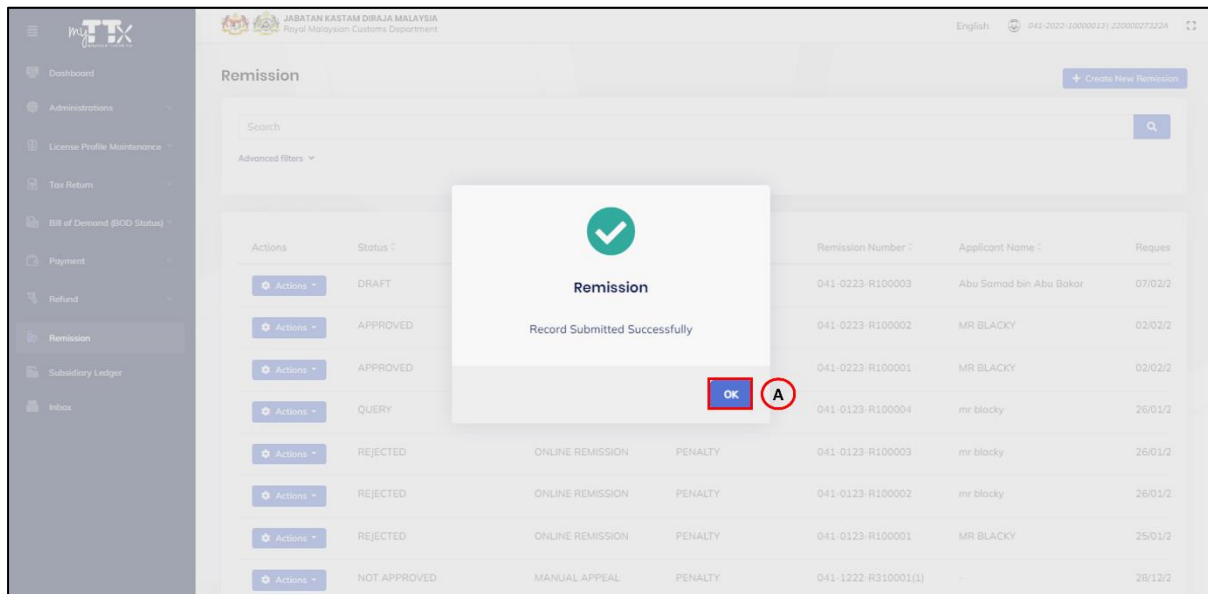 myTTX
JABATAN KASTAM DIRAJA MALAYSIA
Royal Malaysian Customs Department
English
041-2022-10000013| 22000027322A
Dashboard
Administrations
License Profile Maintenance
Tax Return
Bill of Demand (BOD Status)
Payment
Refund
Remission
Subsidiary Ledger
Inbox
Remission
+ Create New Remission
Search
Advanced filters
Actions Status Remission Number Applicant Name Reques
Actions DRAFT 041-0223-R100003 Abu Samad bin Abu Bakar 07/02/2
Actions APPROVED 041-0223-R100002 MR BLACKY 02/02/2
Actions APPROVED 041-0223-R100001 MR BLACKY 02/02/2
Actions QUERY 041-0123-R100004 mr blacky 26/01/2
Actions REJECTED ONLINE REMISSION PENALTY 041-0123-R100003 mr blacky 26/01/2
Actions REJECTED ONLINE REMISSION PENALTY 041-0123-R100002 mr blacky 26/01/2
Actions REJECTED ONLINE REMISSION PENALTY 041-0123-R100001 MR BLACKY 25/01/2
Actions NOT APPROVED MANUAL APPEAL PENALTY 041-1222-R310001(1) - 28/12/2
Remission
Record Submitted Successfully
OK
A